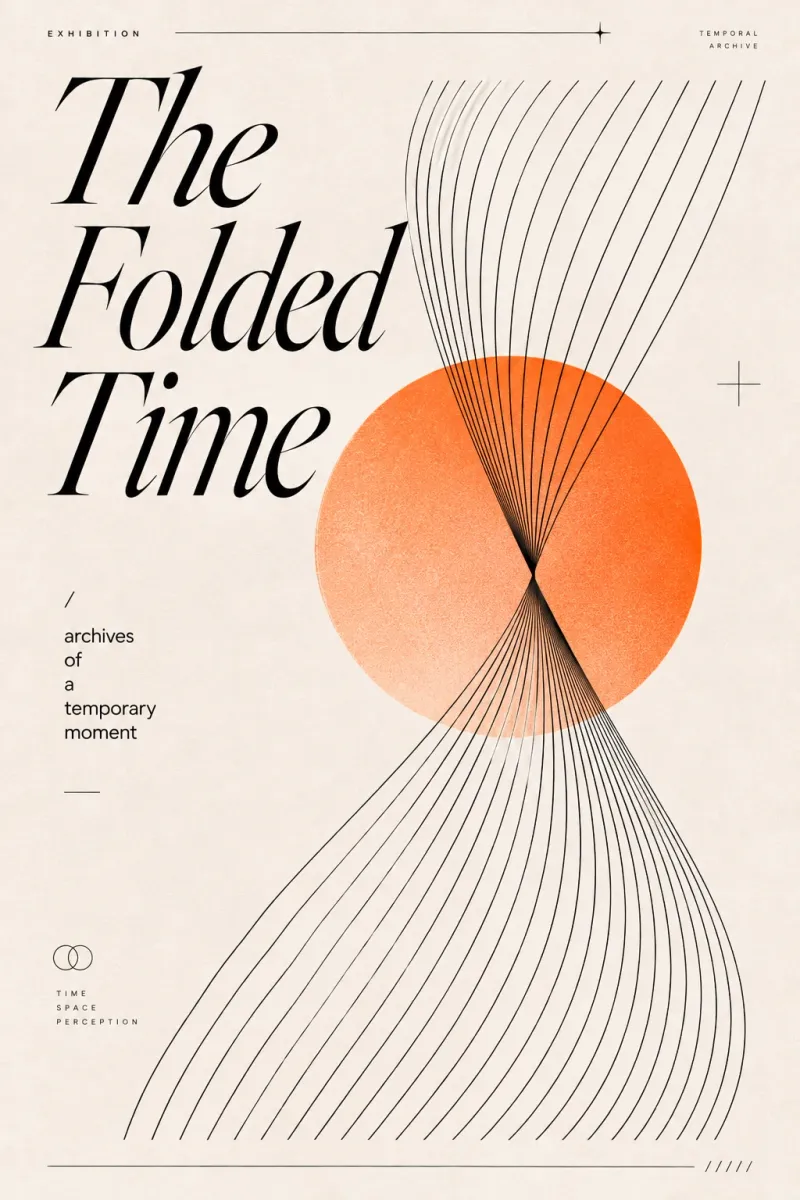 EXHIBITION
TEMPORAL
ARCHIVE
The
Folded
Time
/
archives
of
a
temporary
moment
TIME
SPACE
PERCEPTION
/////